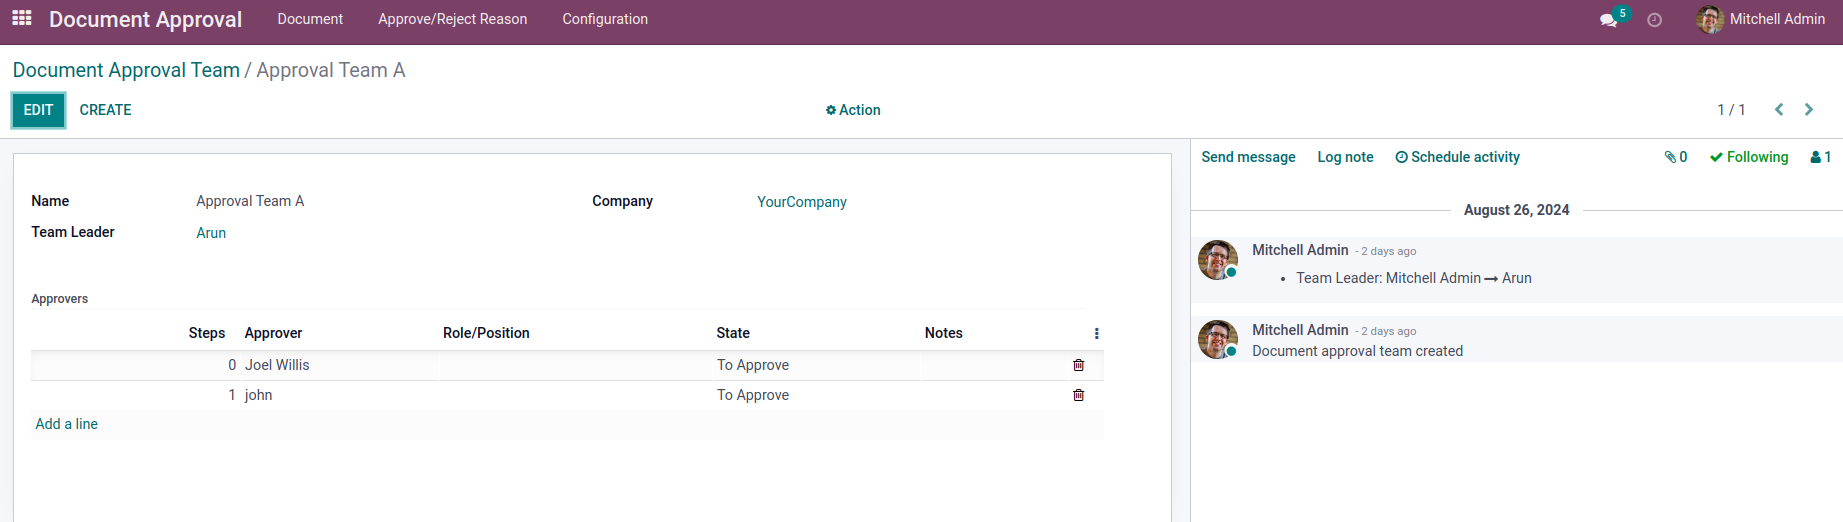 Document Approval Document Approve/Reject Reason Configuration 5 Mitchell Admin
Document Approval Team / Approval Team A
EDIT CREATE Action 1 / 1
Name Approval Team A Company YourCompany
Team Leader Arun
Approvers
Steps Approver Role/Position State Notes
0 Joel Willis To Approve
1 john To Approve
Add a line
Send message Log note Schedule activity 0 Following 1
August 26, 2024
Mitchell Admin - 2 days ago
• Team Leader: Mitchell Admin → Arun
Mitchell Admin - 2 days ago
Document approval team created